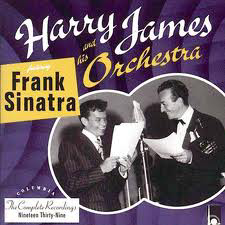 Harry James
and his
Orchestra
featuring
Frank
Sinatra
COLUMBIA
The Complete Recordings
Nineteen Thirty-Nine